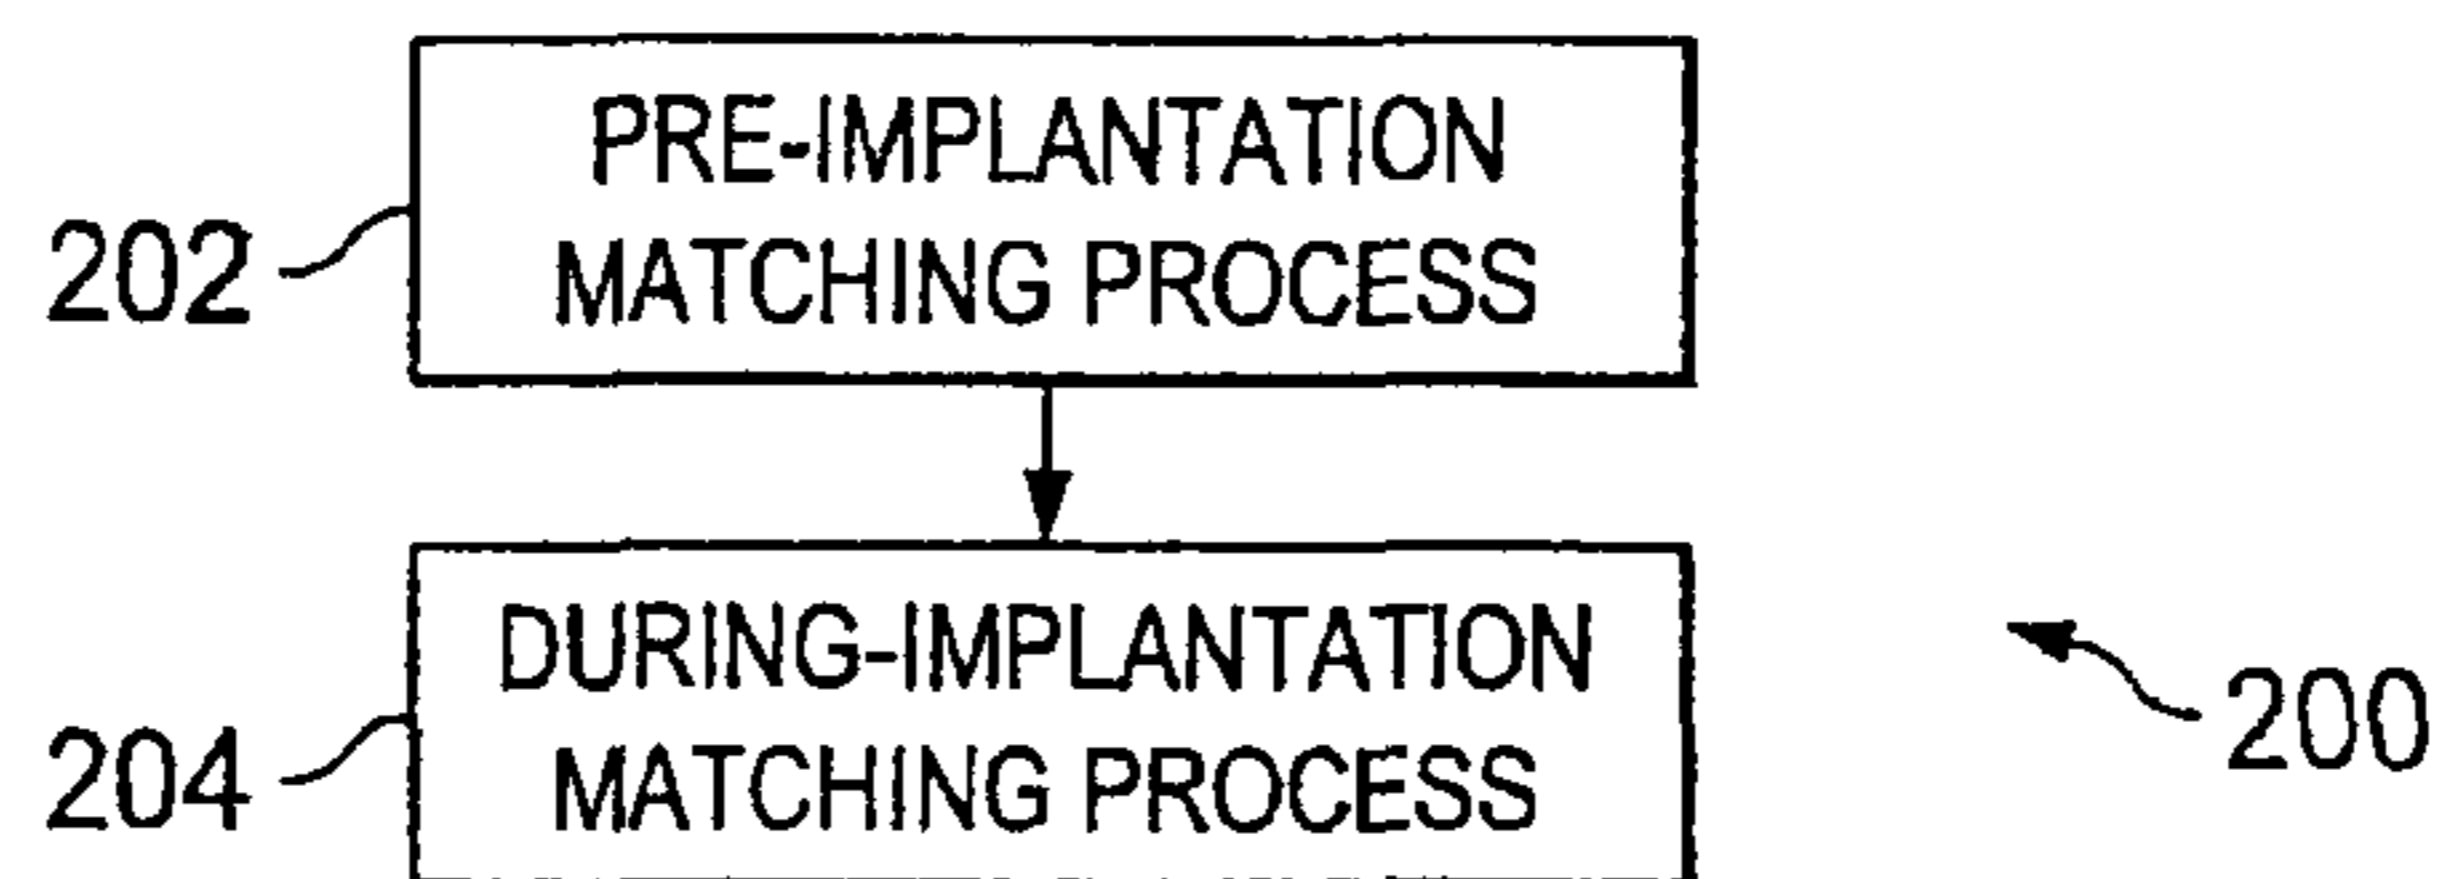 PRE-IMPLANTATION
MATCHING PROCESS
202
DURING-IMPLANTATION
MATCHING PROCESS
204
200